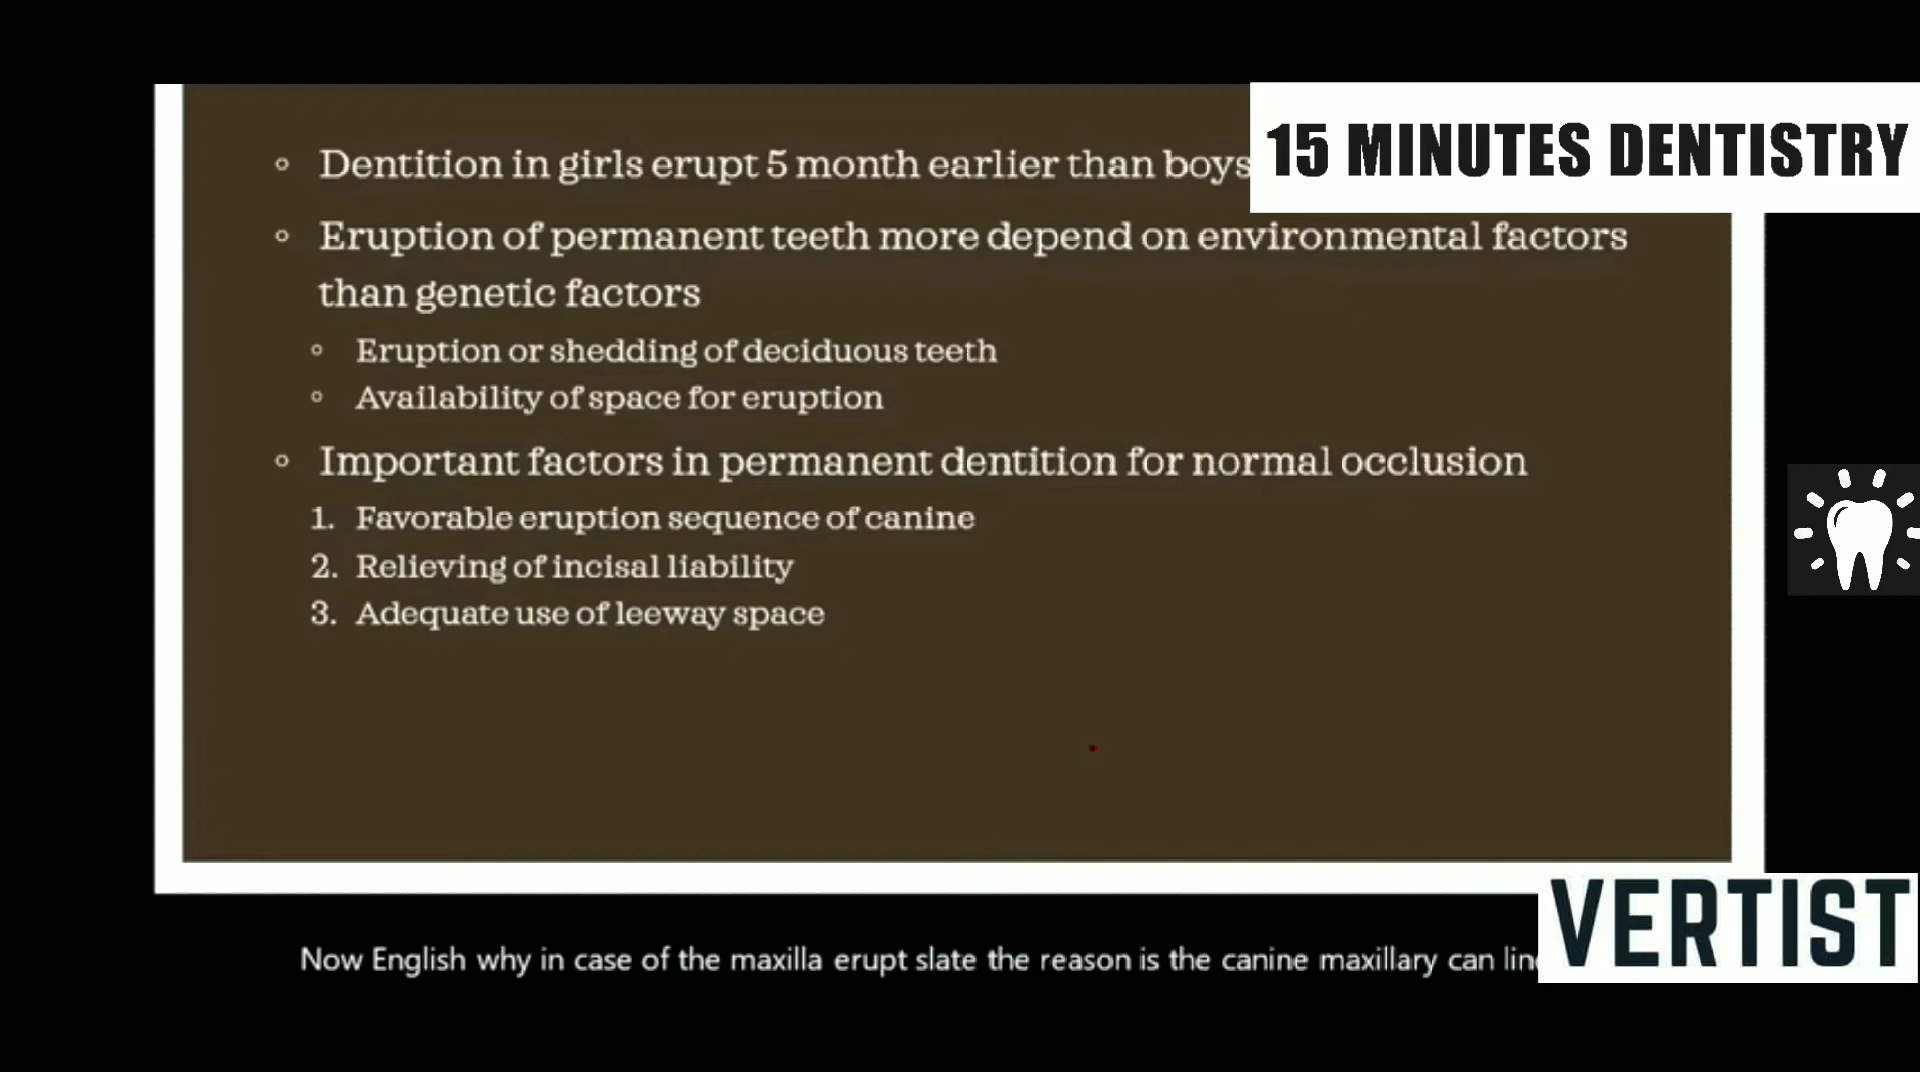 15 MINUTES DENTISTRY
◦ Dentition in girls erupt 5 month earlier than boys
◦ Eruption of permanent teeth more depend on environmental factors
than genetic factors
◦ Eruption or shedding of deciduous teeth
◦ Availability of space for eruption
◦ Important factors in permanent dentition for normal occlusion
1. Favorable eruption sequence of canine
2. Relieving of incisal liability
3. Adequate use of leeway space
VERTIST
Now English why in case of the maxilla erupt slate the reason is the canine maxillary can